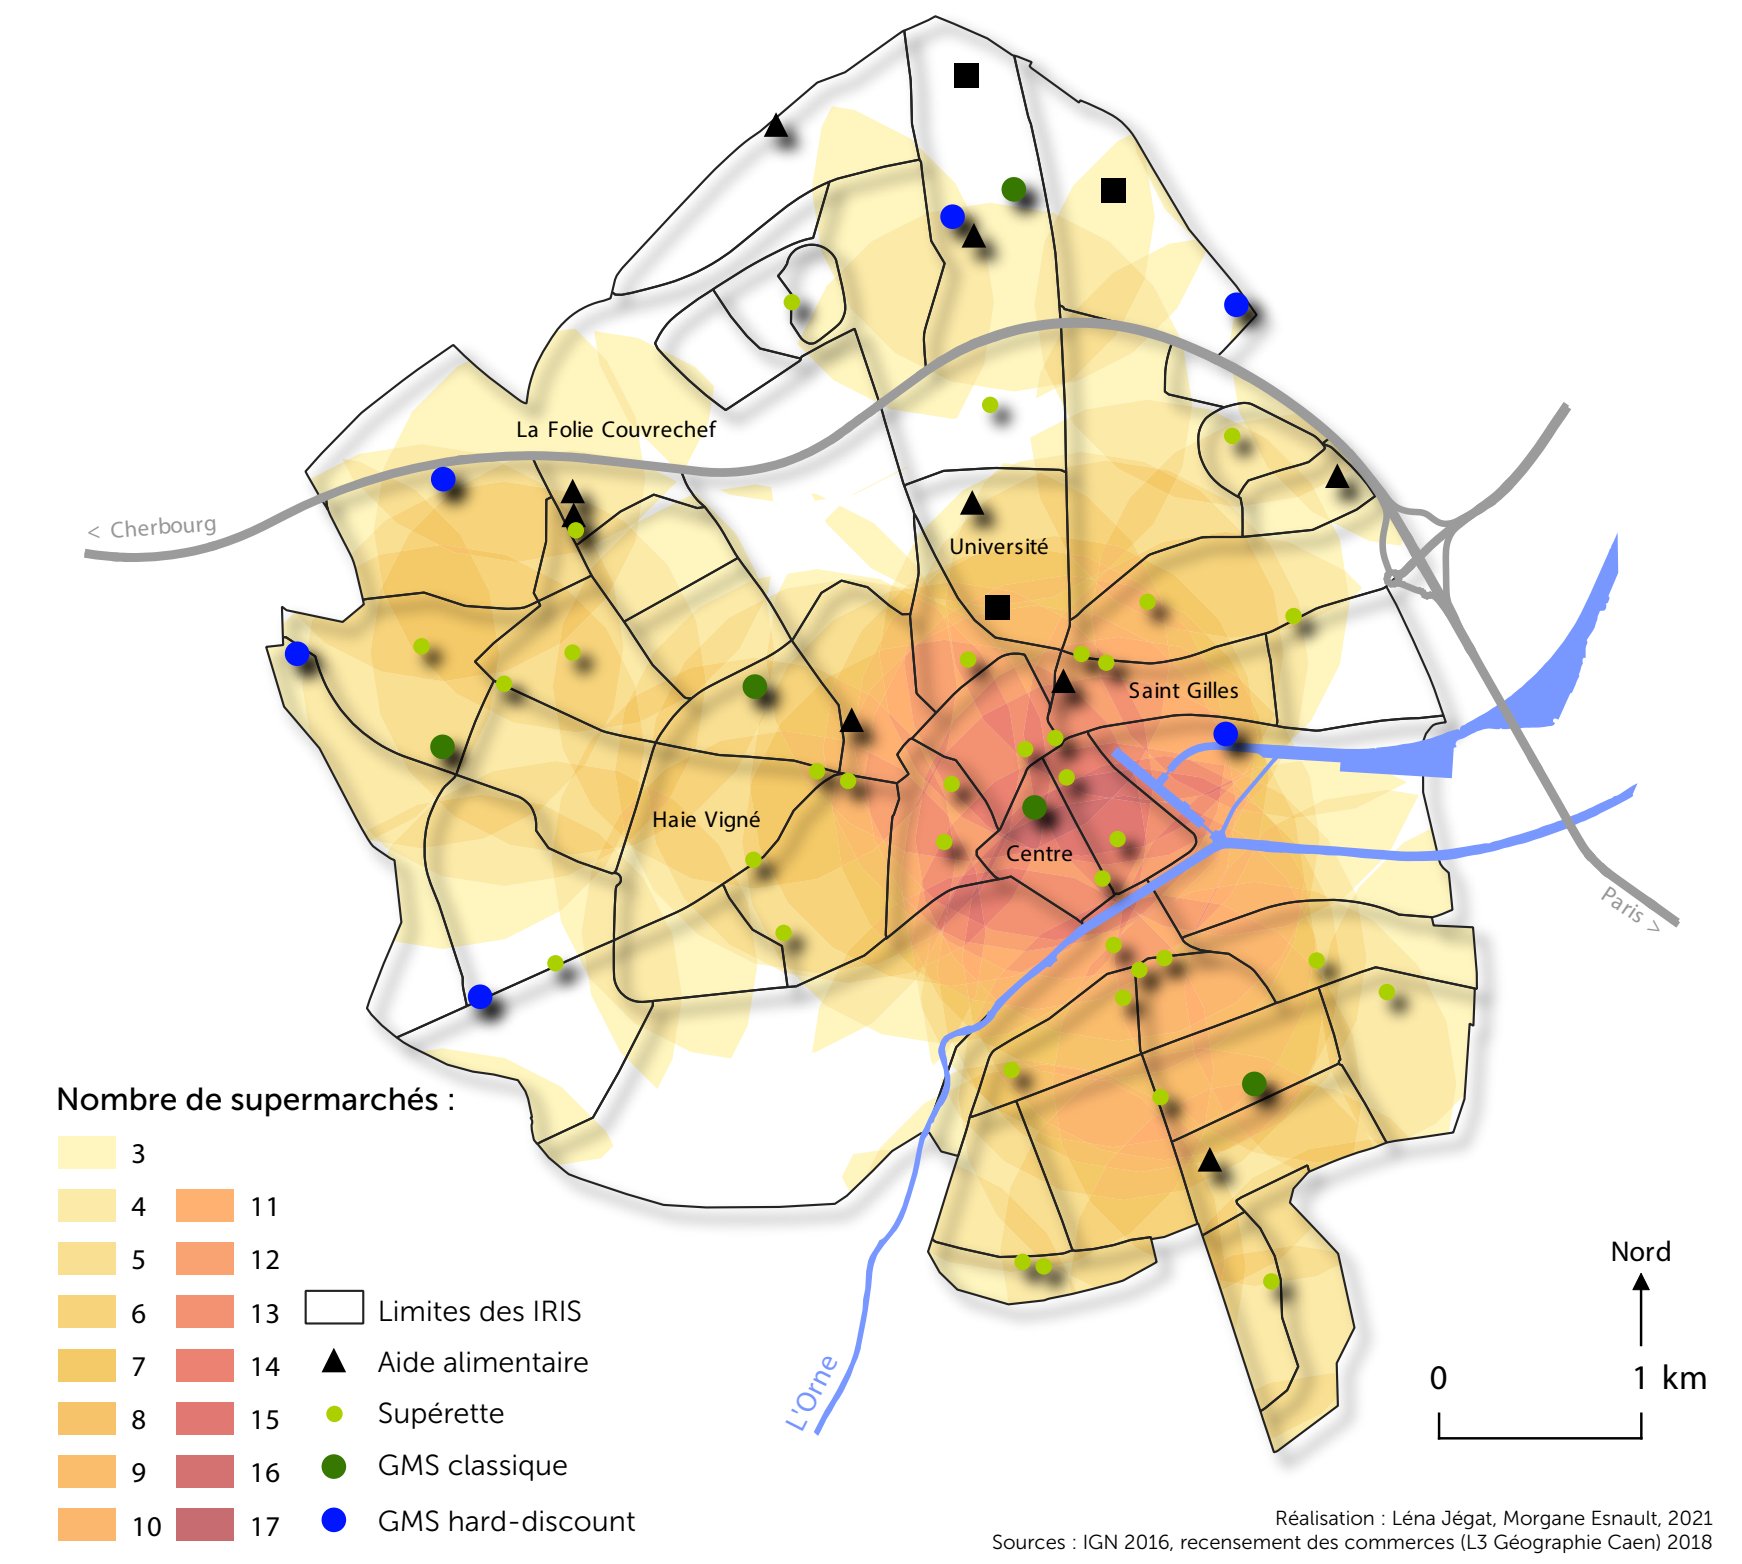 La Folie Couvrechef
< Cherbourg
Université
Saint Gilles
Haie Vigné
Centre
Paris >
L'Orne
Nombre de supermarchés :
3
4
5
6
7
8
9
10
11
12
13
14
15
16
17
Limites des IRIS
Aide alimentaire
Supérette
GMS classique
GMS hard-discount
Nord
0 1 km
Réalisation : Léna Jégat, Morgane Esnault, 2021
Sources : IGN 2016, recensement des commerces (L3 Géographie Caen) 2018